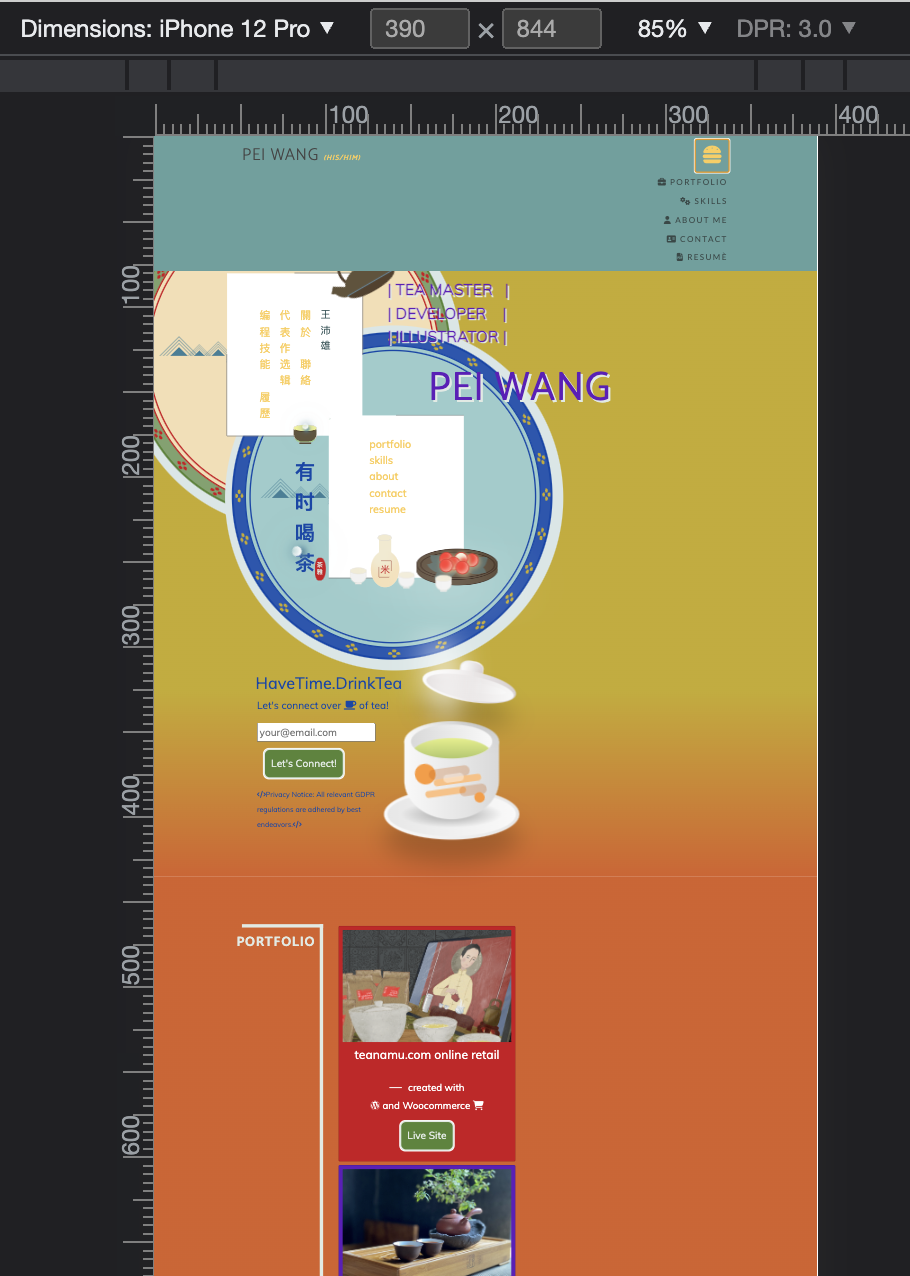 Dimensions: iPhone 12 Pro ▼ 390 × 844 85% ▼ DPR: 3.0 ▼
100 200 300 400
PEI WANG (HIS/HIM)
PORTFOLIO
SKILLS
ABOUT ME
CONTACT
RESUMÉ
100
200
300
400
500
600
| TEA MASTER |
| DEVELOPER |
| ILLUSTRATOR |
PEI WANG
王沛雄
關於 聯絡
代表作选辑
编程技能 履歷
portfolio
skills
about
contact
resume
有时喝茶
茶雅
米
HaveTime.DrinkTea
Let's connect over of tea!
your@email.com
Let's Connect!
</>Privacy Notice: All relevant GDPR
regulations are adhered by best
endeavors.</>
PORTFOLIO
teanamu.com online retail
— created with
and Woocommerce
Live Site